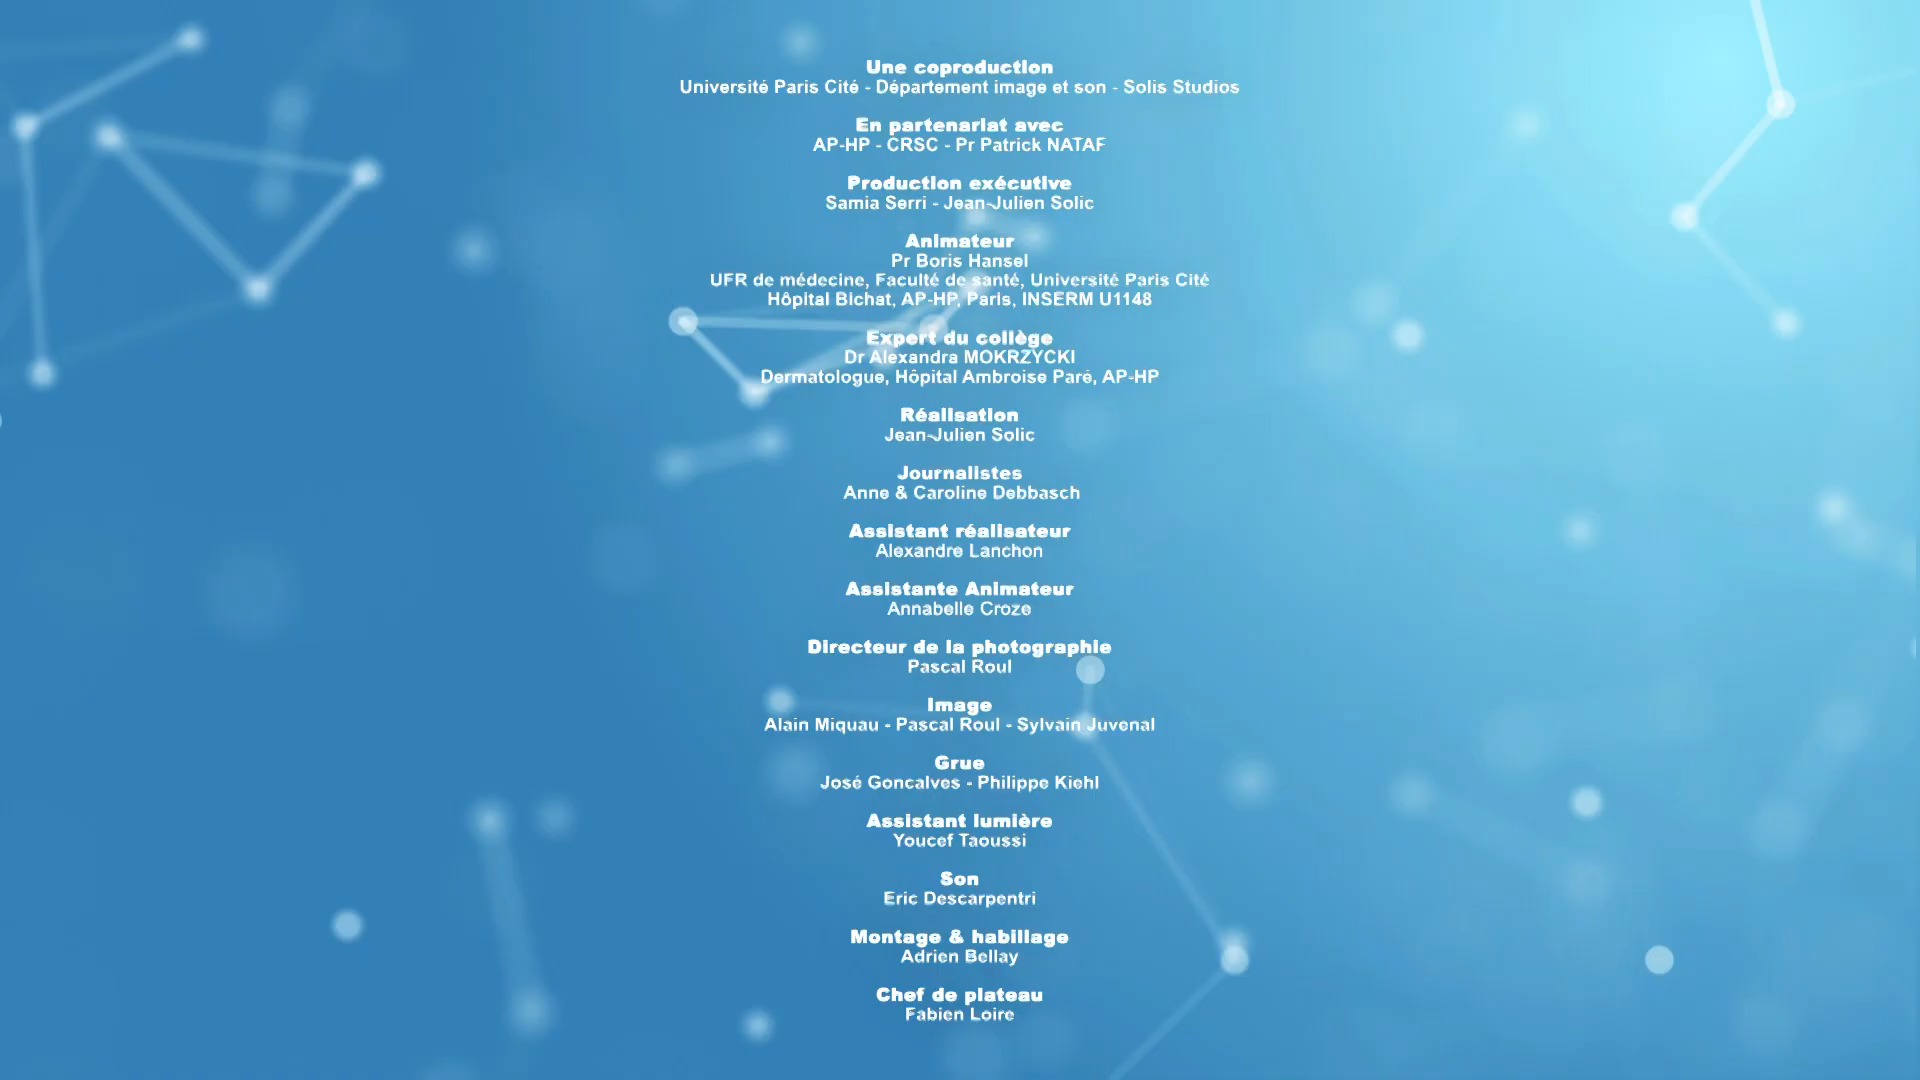 Une coproduction
Université Paris Cité - Département image et son - Solis Studios
En partenariat avec
AP-HP - CRSC - Pr Patrick NATAF
Production exécutive
Samia Serri - Jean-Julien Solic
Animateur
Pr Boris Hansel
UFR de médecine, Faculté de santé, Université Paris Cité
Hôpital Bichat, AP-HP, Paris, INSERM U1148
Expert du collège
Dr Alexandra MOKRZYCKI
Dermatologue, Hôpital Ambroise Paré, AP-HP
Réalisation
Jean-Julien Solic
Journalistes
Anne & Caroline Debbasch
Assistant réalisateur
Alexandre Lanchon
Assistante Animateur
Annabelle Croze
Directeur de la photographie
Pascal Roul
Image
Alain Miquau - Pascal Roul - Sylvain Juvenal
Grue
José Goncalves - Philippe Kiehl
Assistant lumière
Youcef Taoussi
Son
Eric Descarpentri
Montage & habillage
Adrien Bellay
Chef de plateau
Fabien Loire